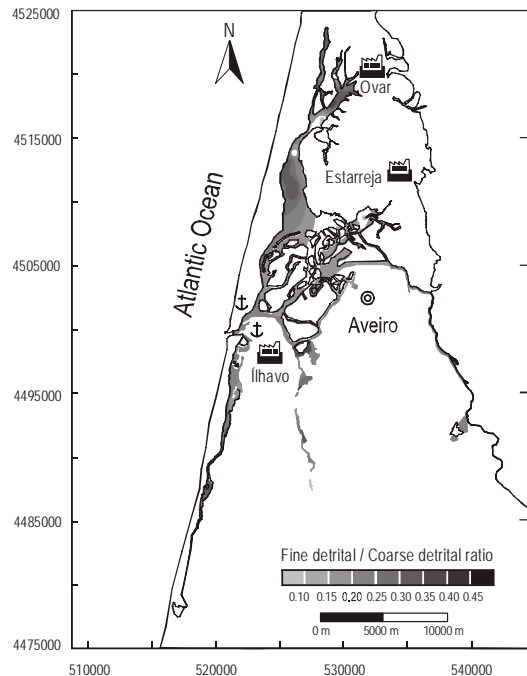 4525000
N
Ovar
4515000
Estarreja
Atlantic Ocean
4505000
Aveiro
Ílhavo
4495000
4485000
Fine detrital / Coarse detrital ratio
0.10 0.15 0.20 0.25 0.30 0.35 0.40 0.45
0 m 5000 m 10000 m
4475000
510000 520000 530000 540000